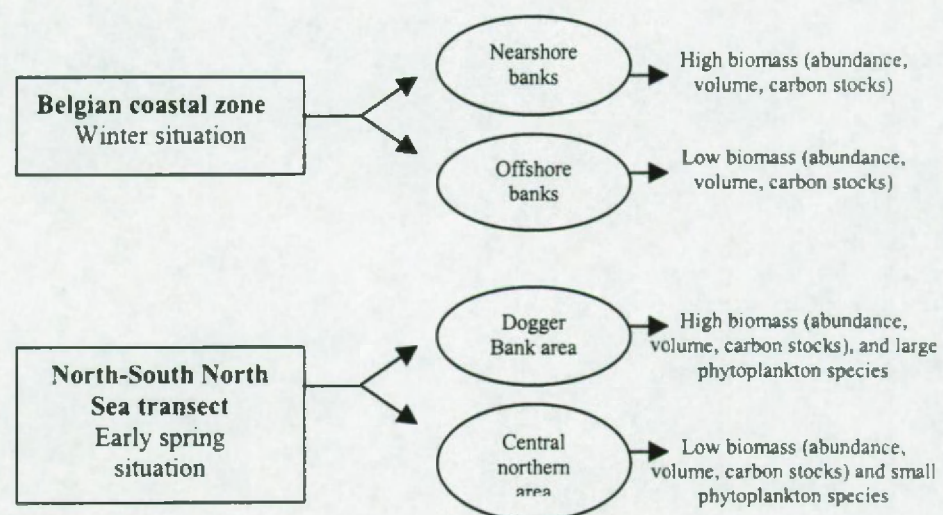 Belgian coastal zone
Winter situation
Nearshore
banks
High biomass (abundance,
volume, carbon stocks)
Offshore
banks
Low biomass (abundance,
volume, carbon stocks)
North-South North
Sea transect
Early spring
situation
Dogger
Bank area
High biomass (abundance,
volume, carbon stocks), and large
phytoplankton species
Central
northern
area
Low biomass (abundance,
volume, carbon stocks) and small
phytoplankton species